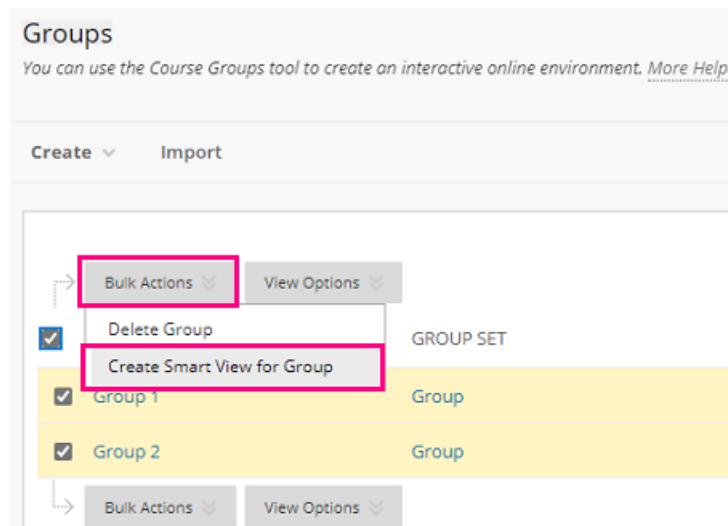 Groups
You can use the Course Groups tool to create an interactive online environment. More Help
Create Import
Bulk Actions View Options
Delete Group
GROUP SET
Create Smart View for Group
Group 1 Group
Group 2 Group
Bulk Actions View Options